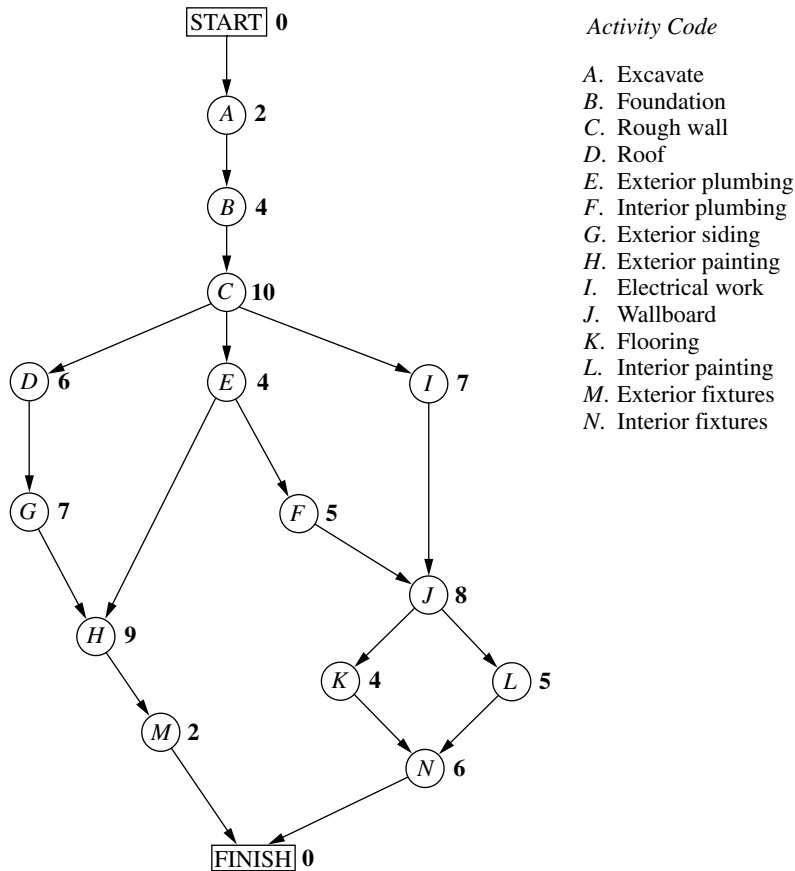 START 0
Activity Code
A 2
A. Excavate
B. Foundation
C. Rough wall
D. Roof
E. Exterior plumbing
F. Interior plumbing
G. Exterior siding
H. Exterior painting
I. Electrical work
J. Wallboard
K. Flooring
L. Interior painting
M. Exterior fixtures
N. Interior fixtures
B 4
C 10
D 6
E 4
I 7
G 7
F 5
J 8
H 9
K 4
L 5
M 2
N 6
FINISH 0